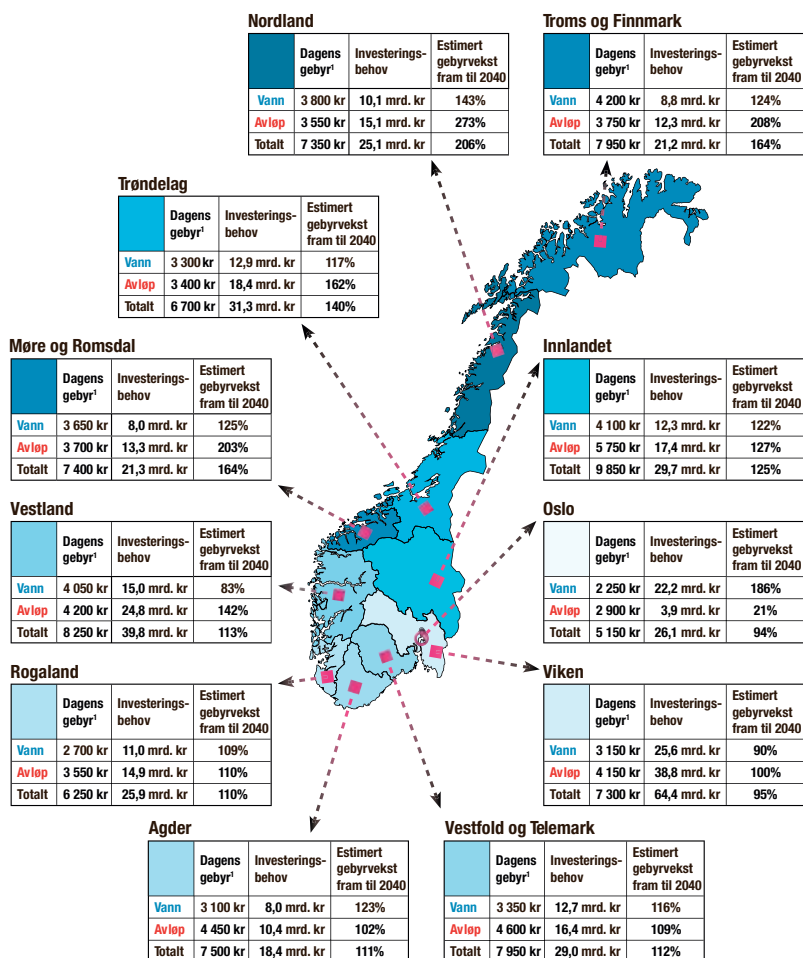 Nordland
Dagens gebyr¹ Investerings-behov Estimert gebyrvekst fram til 2040
Vann 3 800 kr 10,1 mrd. kr 143%
Avløp 3 550 kr 15,1 mrd. kr 273%
Totalt 7 350 kr 25,1 mrd. kr 206%
Troms og Finnmark
Dagens gebyr¹ Investerings-behov Estimert gebyrvekst fram til 2040
Vann 4 200 kr 8,8 mrd. kr 124%
Avløp 3 750 kr 12,3 mrd. kr 208%
Totalt 7 950 kr 21,2 mrd. kr 164%
Trøndelag
Dagens gebyr¹ Investerings-behov Estimert gebyrvekst fram til 2040
Vann 3 300 kr 12,9 mrd. kr 117%
Avløp 3 400 kr 18,4 mrd. kr 162%
Totalt 6 700 kr 31,3 mrd. kr 140%
Møre og Romsdal
Dagens gebyr¹ Investerings-behov Estimert gebyrvekst fram til 2040
Vann 3 650 kr 8,0 mrd. kr 125%
Avløp 3 700 kr 13,3 mrd. kr 203%
Totalt 7 400 kr 21,3 mrd. kr 164%
Innlandet
Dagens gebyr¹ Investerings-behov Estimert gebyrvekst fram til 2040
Vann 4 100 kr 12,3 mrd. kr 122%
Avløp 5 750 kr 17,4 mrd. kr 127%
Totalt 9 850 kr 29,7 mrd. kr 125%
Vestland
Dagens gebyr¹ Investerings-behov Estimert gebyrvekst fram til 2040
Vann 4 050 kr 15,0 mrd. kr 83%
Avløp 4 200 kr 24,8 mrd. kr 142%
Totalt 8 250 kr 39,8 mrd. kr 113%
Oslo
Dagens gebyr¹ Investerings-behov Estimert gebyrvekst fram til 2040
Vann 2 250 kr 22,2 mrd. kr 186%
Avløp 2 900 kr 3,9 mrd. kr 21%
Totalt 5 150 kr 26,1 mrd. kr 94%
Rogaland
Dagens gebyr¹ Investerings-behov Estimert gebyrvekst fram til 2040
Vann 2 700 kr 11,0 mrd. kr 109%
Avløp 3 550 kr 14,9 mrd. kr 110%
Totalt 6 250 kr 25,9 mrd. kr 110%
Viken
Dagens gebyr¹ Investerings-behov Estimert gebyrvekst fram til 2040
Vann 3 150 kr 25,6 mrd. kr 90%
Avløp 4 150 kr 38,8 mrd. kr 100%
Totalt 7 300 kr 64,4 mrd. kr 95%
Agder
Dagens gebyr¹ Investerings-behov Estimert gebyrvekst fram til 2040
Vann 3 100 kr 8,0 mrd. kr 123%
Avløp 4 450 kr 10,4 mrd. kr 102%
Totalt 7 500 kr 18,4 mrd. kr 111%
Vestfold og Telemark
Dagens gebyr¹ Investerings-behov Estimert gebyrvekst fram til 2040
Vann 3 350 kr 12,7 mrd. kr 116%
Avløp 4 600 kr 16,4 mrd. kr 109%
Totalt 7 950 kr 29,0 mrd. kr 112%